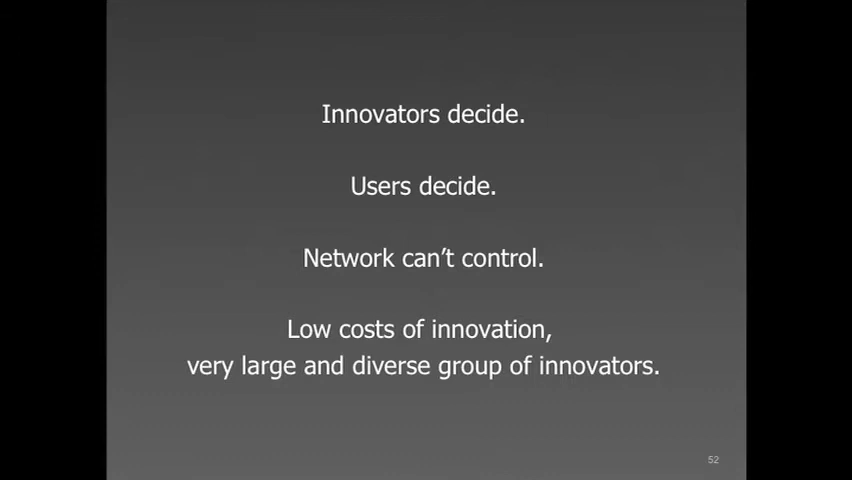 Innovators decide.
Users decide.
Network can’t control.
Low costs of innovation,
very large and diverse group of innovators.
52